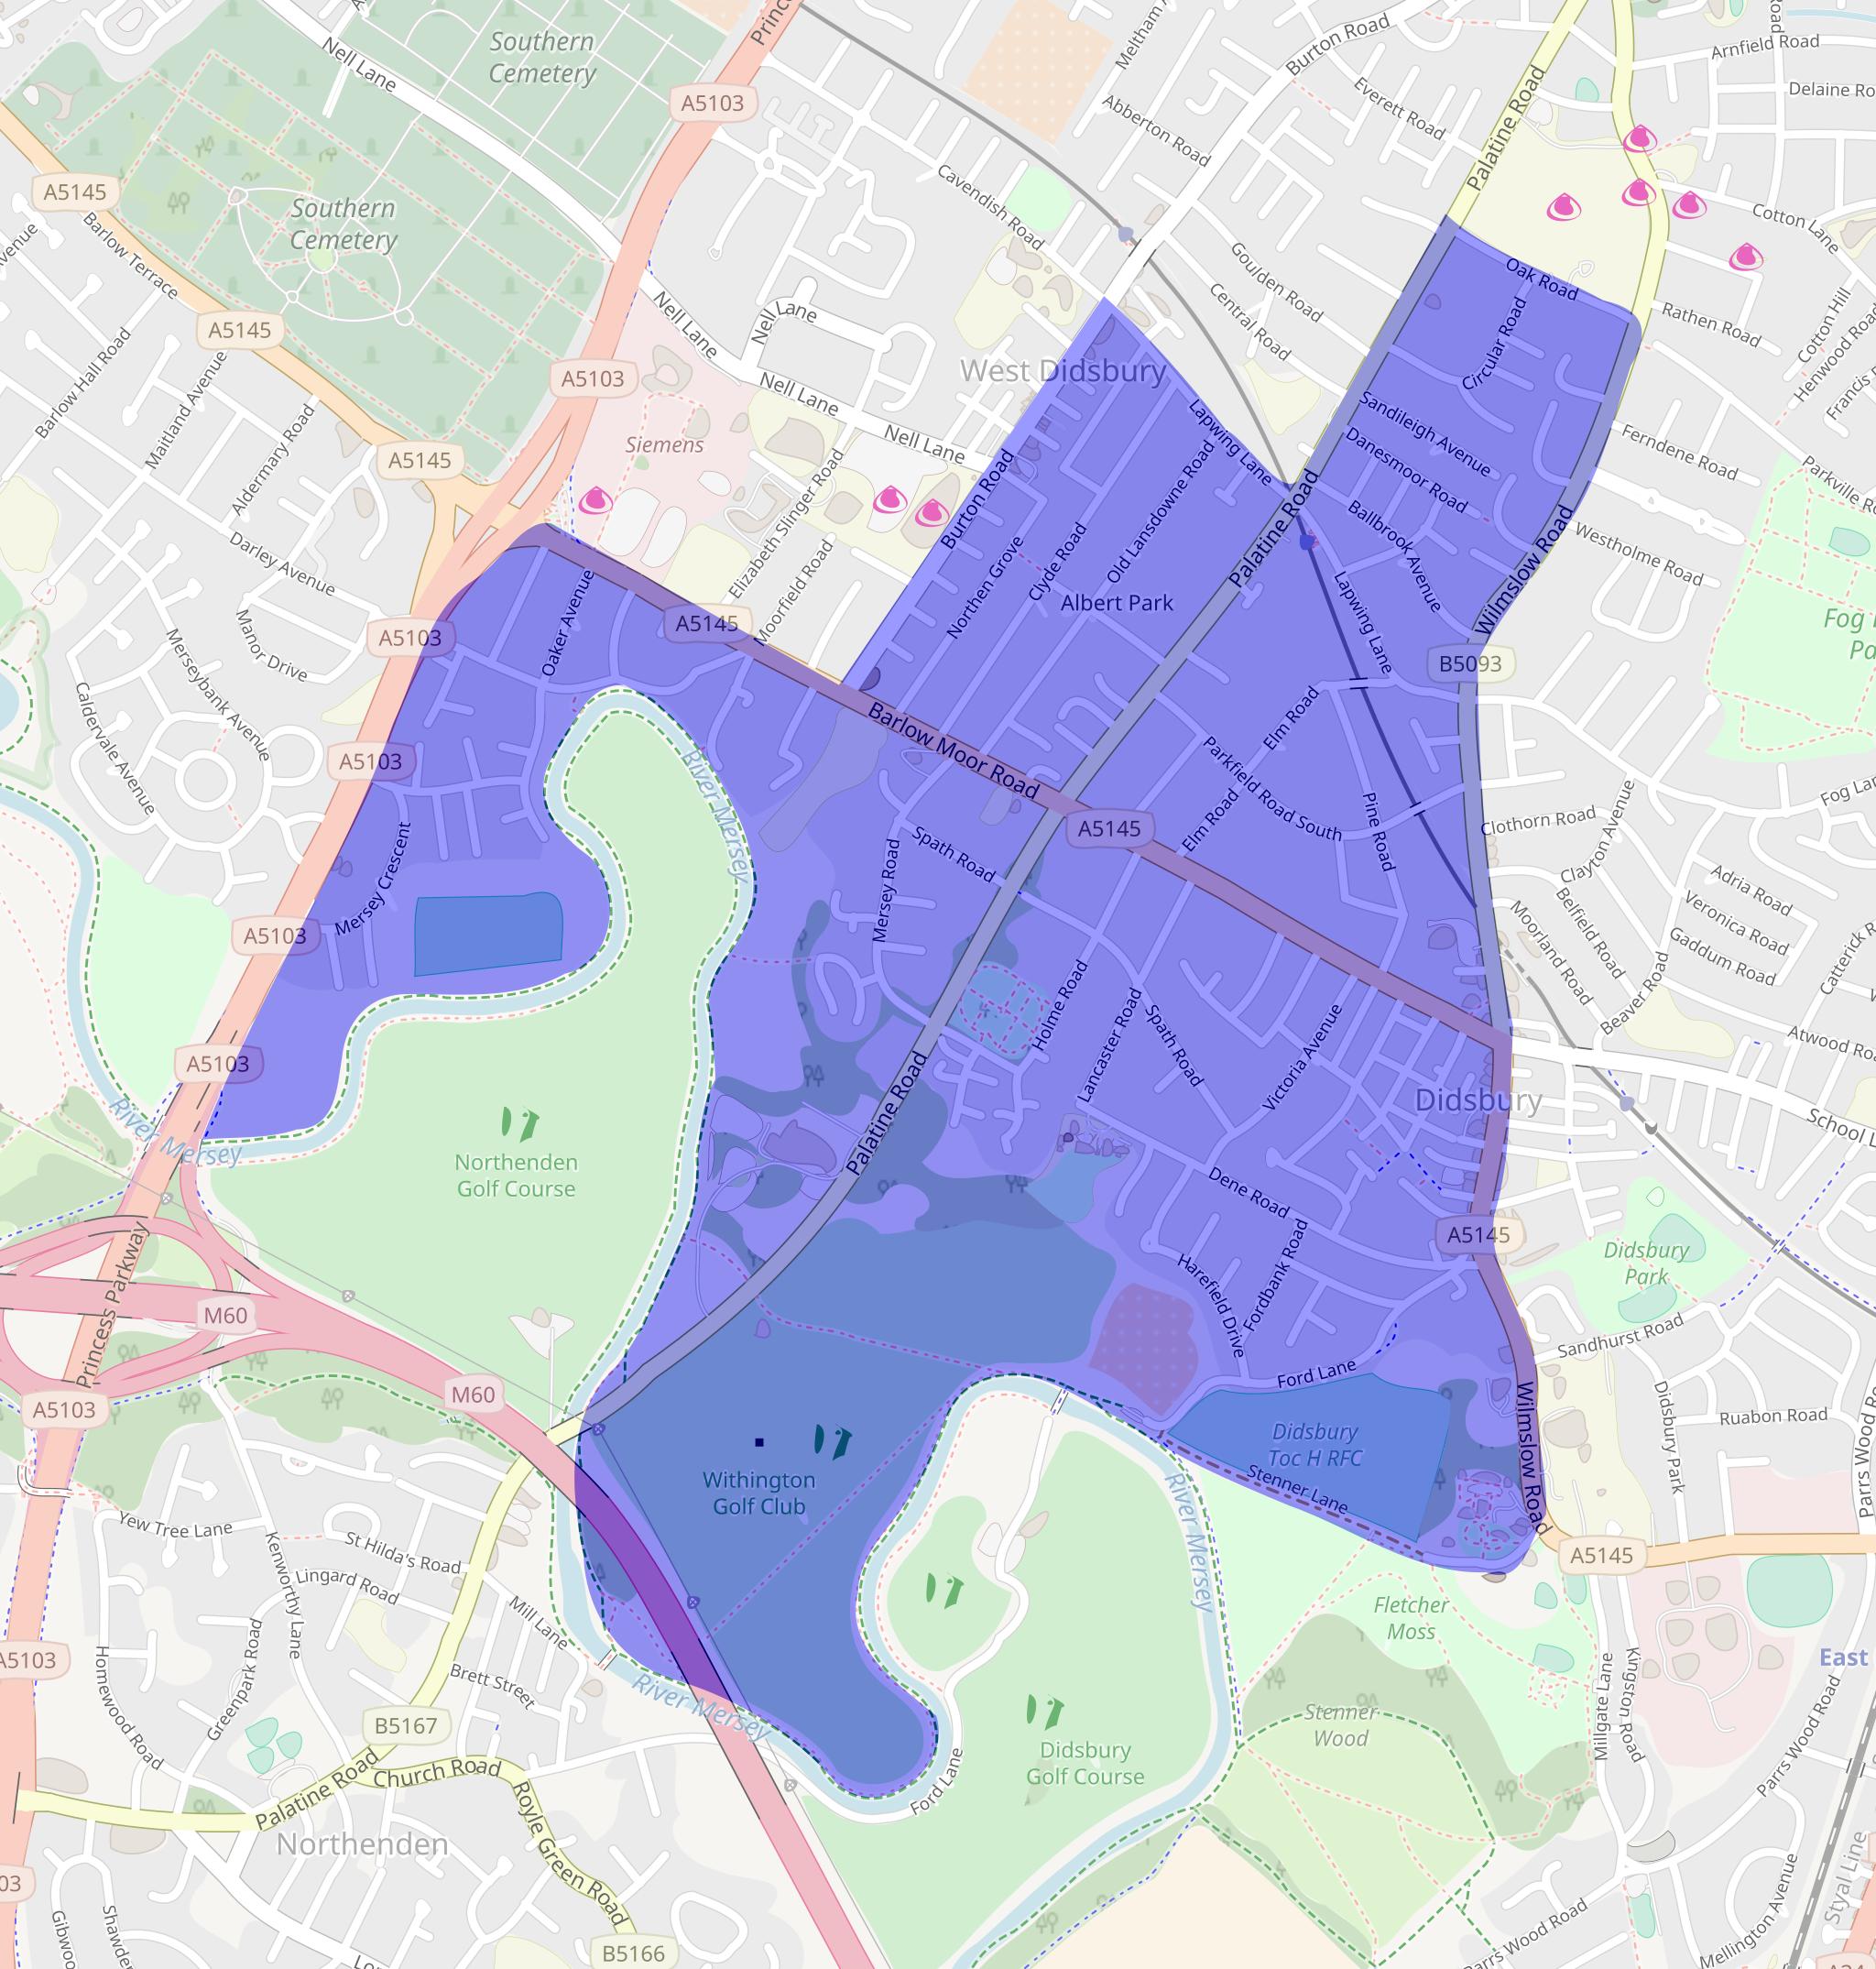 Princ
Nell Lane
Southern
Cemetery
A5103
Meltham
Burton Road
Arnfield Road
Delaine Ro
Road
Everett Road
Palatine Road
Abberton Road
A5145
Southern
Cemetery
Cavendish Road
Cotton Lane
Barlow Terrace
venue
Goulden Road
Oak Road
Nell Lane
Nell Lane
Central Road
Circular Road
Rathen Road
Cotton Hill
Henwood Road
A5145
Barlow Hall Road
Maitland Avenue
A5103
Nell Lane
West Didsbury
Francis
Lapwing Lane
Sandileigh Avenue
Aldermary Road
Siemens
Nell Lane
Danesmoor Road
Ferndene Road
A5145
Elizabeth Slinger Road
Burton Road
Old Lansdowne Road
Palatine Road
Parkville Ro
Ballbrook Avenue
Wilmslow Road
Westholme Road
Darley Avenue
Moorfield Road
Northen Grove
Clyde Road
Albert Park
Lapwing Lane
Oaker Avenue
A5145
Manor Drive
A5103
Merseybank Avenue
B5093
Fog
Pa
Caldervale Avenue
Barlow Moor Road
Elm Road
A5103
River Mersey
Parkfield Road South
Fog Lan
Elm Road
Pine Road
A5145
Clothorn Road
Clayton Avenue
Spath Road
Mersey Road
Mersey Crescent
Adria Road
Veronica Road
Belfield Road
Moorland Road
Gaddum Road
Catterick R
A5103
Holme Road
Lancaster Road
Spath Road
Victoria Avenue
Beaver Road
Atwood Roa
A5103
Palatine Road
Didsbury
School L
River Mersey
Northenden
Golf Course
Dene Road
A5145
Didsbury
Park
Harefield Drive
Fordbank Road
Princess Parkway
M60
Sandhurst Road
M60
Ford Lane
A5103
Wilmslow Road
Didsbury Park
Ruabon Road
Parrs Wood Ro
Didsbury
Toc H RFC
Withington
Golf Club
Stenner Lane
River Mersey
Yew Tree Lane
Kenworthy Lane
St Hilda's Road
Lingard Road
A5145
Mill Lane
Fletcher
Moss
Homewood Road
Greenpark Road
A5103
Brett Street
River Mersey
East
Millgate Lane
Kingston Road
B5167
Stenner
Wood
Parrs Wood Road
Didsbury
Golf Course
Palatine Road
Church Road
Ford Lane
Northenden
Royle Green Road
03
Styal Line
Gibwoo
Shawde
B5166
Parrs Wood Road
Mellington Avenue
Lon
A34